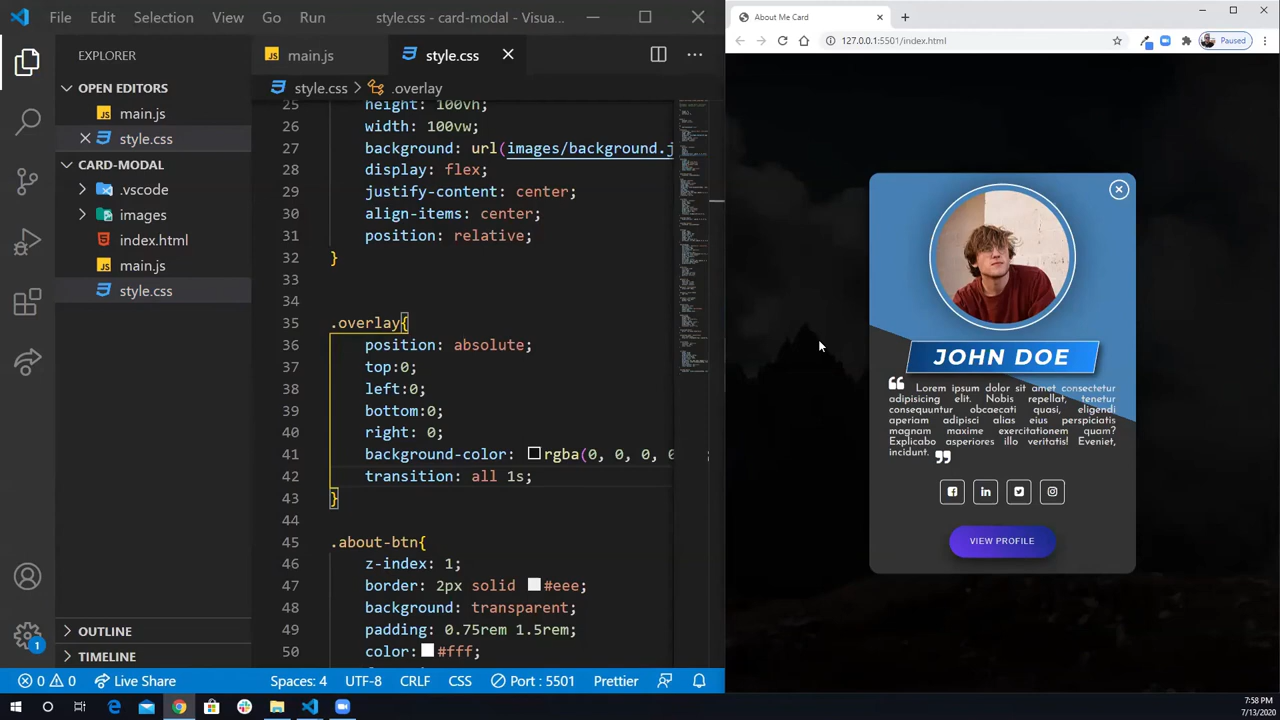 File Edit Selection View Go Run style.css - card-modal - Visua...
EXPLORER
OPEN EDITORS
JS main.js
style.css
CARD-MODAL
.vscode
images
index.html
JS main.js
style.css
OUTLINE
TIMELINE
JS main.js
style.css
style.css > .overlay
25 height: 100vh;
26 width: 100vw;
27 background: url(images/background.j
28 display: flex;
29 justify-content: center;
30 align-items: center;
31 position: relative;
32 }
33
34
35 .overlay{
36 position: absolute;
37 top:0;
38 left:0;
39 bottom:0;
40 right: 0;
41 background-color: rgba(0, 0, 0, 0 ;
42 transition: all 1s;
43 }
44
45 .about-btn{
46 z-index: 1;
47 border: 2px solid #eee;
48 background: transparent;
49 padding: 0.75rem 1.5rem;
50 color: #fff;
1
0 0 Live Share Spaces: 4 UTF-8 CRLF CSS Port : 5501 Prettier
About Me Card
127.0.0.1:5501/index.html
Paused
JOHN DOE
“ Lorem ipsum dolor sit amet consectetur
adipisicing elit. Nobis repellat, tenetur
consequuntur obcaecati quasi, eligendi
aperiam adipisci alias eius perspiciatis
magnam maxime exercitationem quam?
Explicabo asperiores illo veritatis! Eveniet,
incidunt. ”
VIEW PROFILE
7:58 PM
7/13/2020